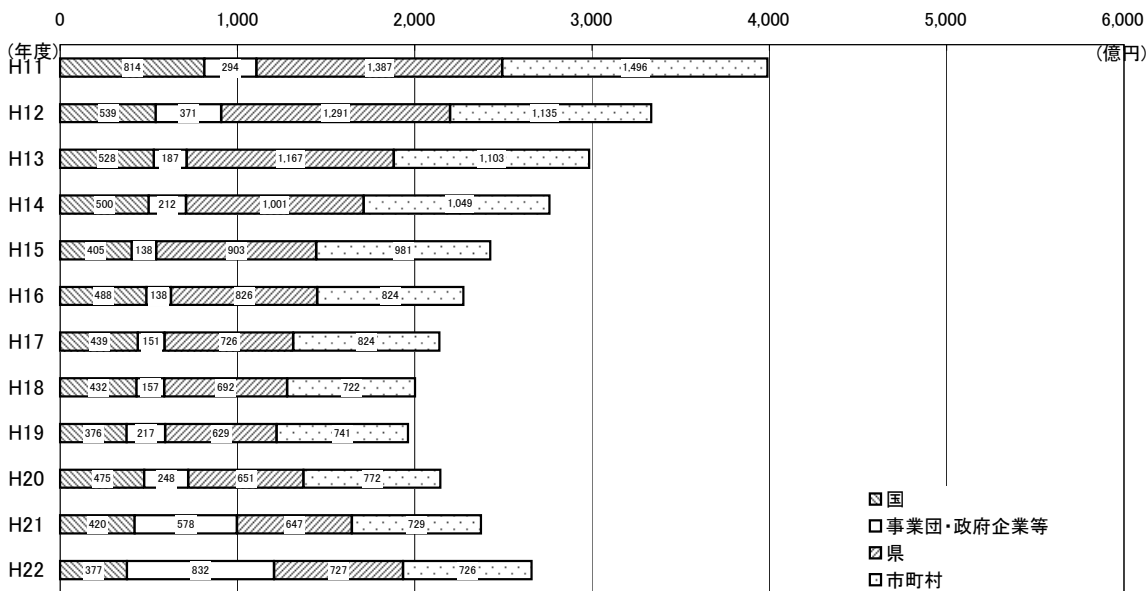 0 1,000 2,000 3,000 4,000 5,000 6,000
(年度) (億円)
H11 814 294 1,387 1,496
H12 539 371 1,291 1,135
H13 528 187 1,167 1,103
H14 500 212 1,001 1,049
H15 405 138 903 981
H16 488 138 826 824
H17 439 151 726 824
H18 432 157 692 722
H19 376 217 629 741
H20 475 248 651 772
H21 420 578 647 729
H22 377 832 727 726
国
事業団・政府企業等
県
市町村